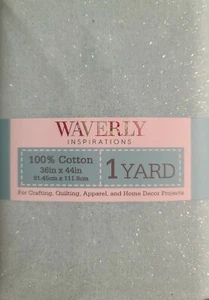 WAVERLY
INSPIRATIONS
100% Cotton
36in x 44in
91.45cm x 111.8cm
1 YARD
For Crafting, Quilting, Apparel, and Home Decor Projects